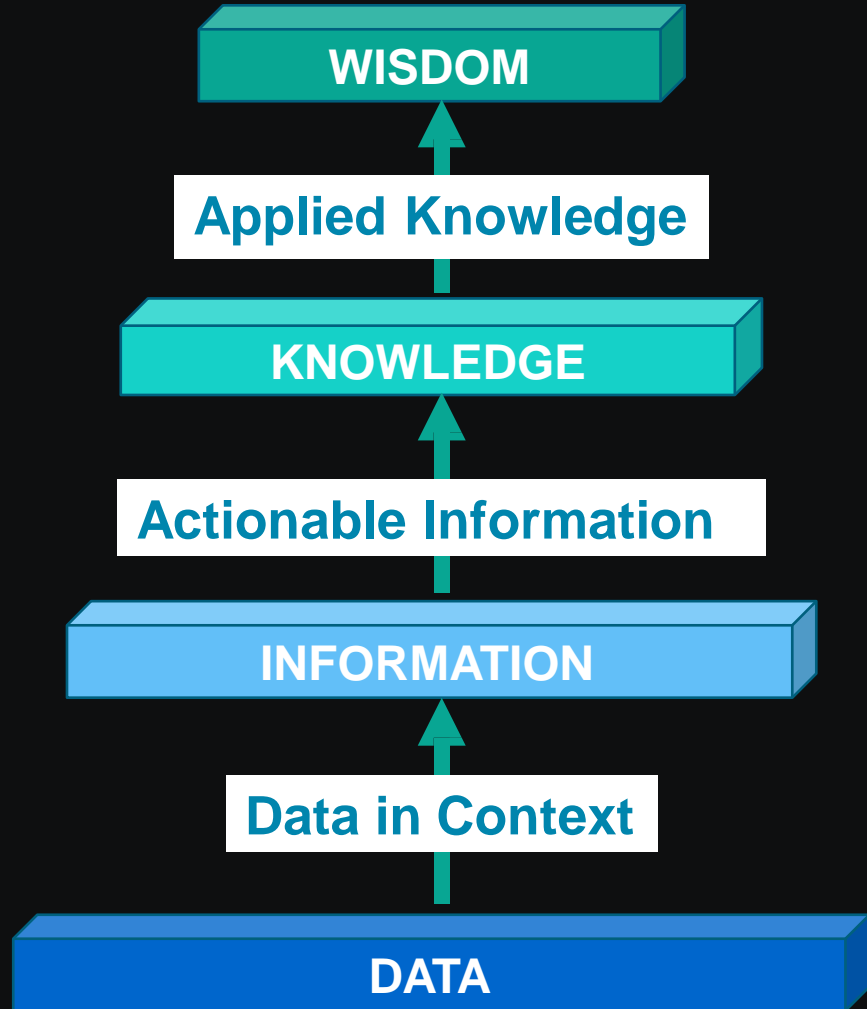 WISDOM
Applied Knowledge
KNOWLEDGE
Actionable Information
INFORMATION
Data in Context
DATA